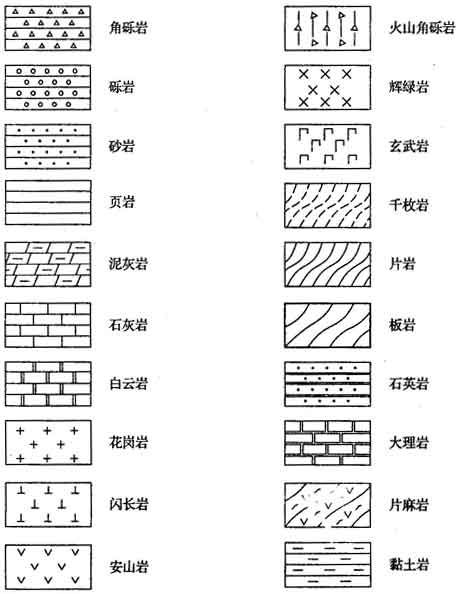 角砾岩
砾岩
砂岩
页岩
泥灰岩
石灰岩
白云岩
花岗岩
闪长岩
安山岩
火山角砾岩
辉绿岩
玄武岩
千枚岩
片岩
板岩
石英岩
大理岩
片麻岩
黏土岩